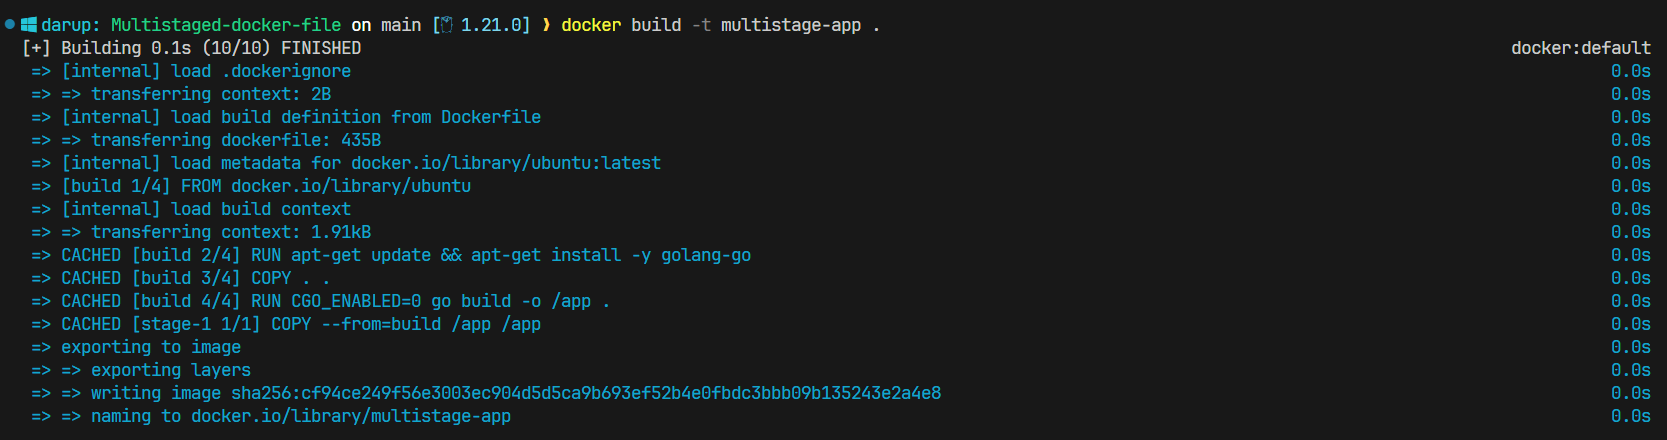 darup: Multistaged-docker-file on main [ 1.21.0] ❯ docker build -t multistage-app .
[+] Building 0.1s (10/10) FINISHED docker:default
=> [internal] load .dockerignore 0.0s
=> => transferring context: 2B 0.0s
=> [internal] load build definition from Dockerfile 0.0s
=> => transferring dockerfile: 435B 0.0s
=> [internal] load metadata for docker.io/library/ubuntu:latest 0.0s
=> [build 1/4] FROM docker.io/library/ubuntu 0.0s
=> [internal] load build context 0.0s
=> => transferring context: 1.91kB 0.0s
=> CACHED [build 2/4] RUN apt-get update && apt-get install -y golang-go 0.0s
=> CACHED [build 3/4] COPY . . 0.0s
=> CACHED [build 4/4] RUN CGO_ENABLED=0 go build -o /app . 0.0s
=> CACHED [stage-1 1/1] COPY --from=build /app /app 0.0s
=> exporting to image 0.0s
=> => exporting layers 0.0s
=> => writing image sha256:cf94ce249f56e3003ec904d5d5ca9b693ef52b4e0fbdc3bbb09b135243e2a4e8 0.0s
=> => naming to docker.io/library/multistage-app 0.0s